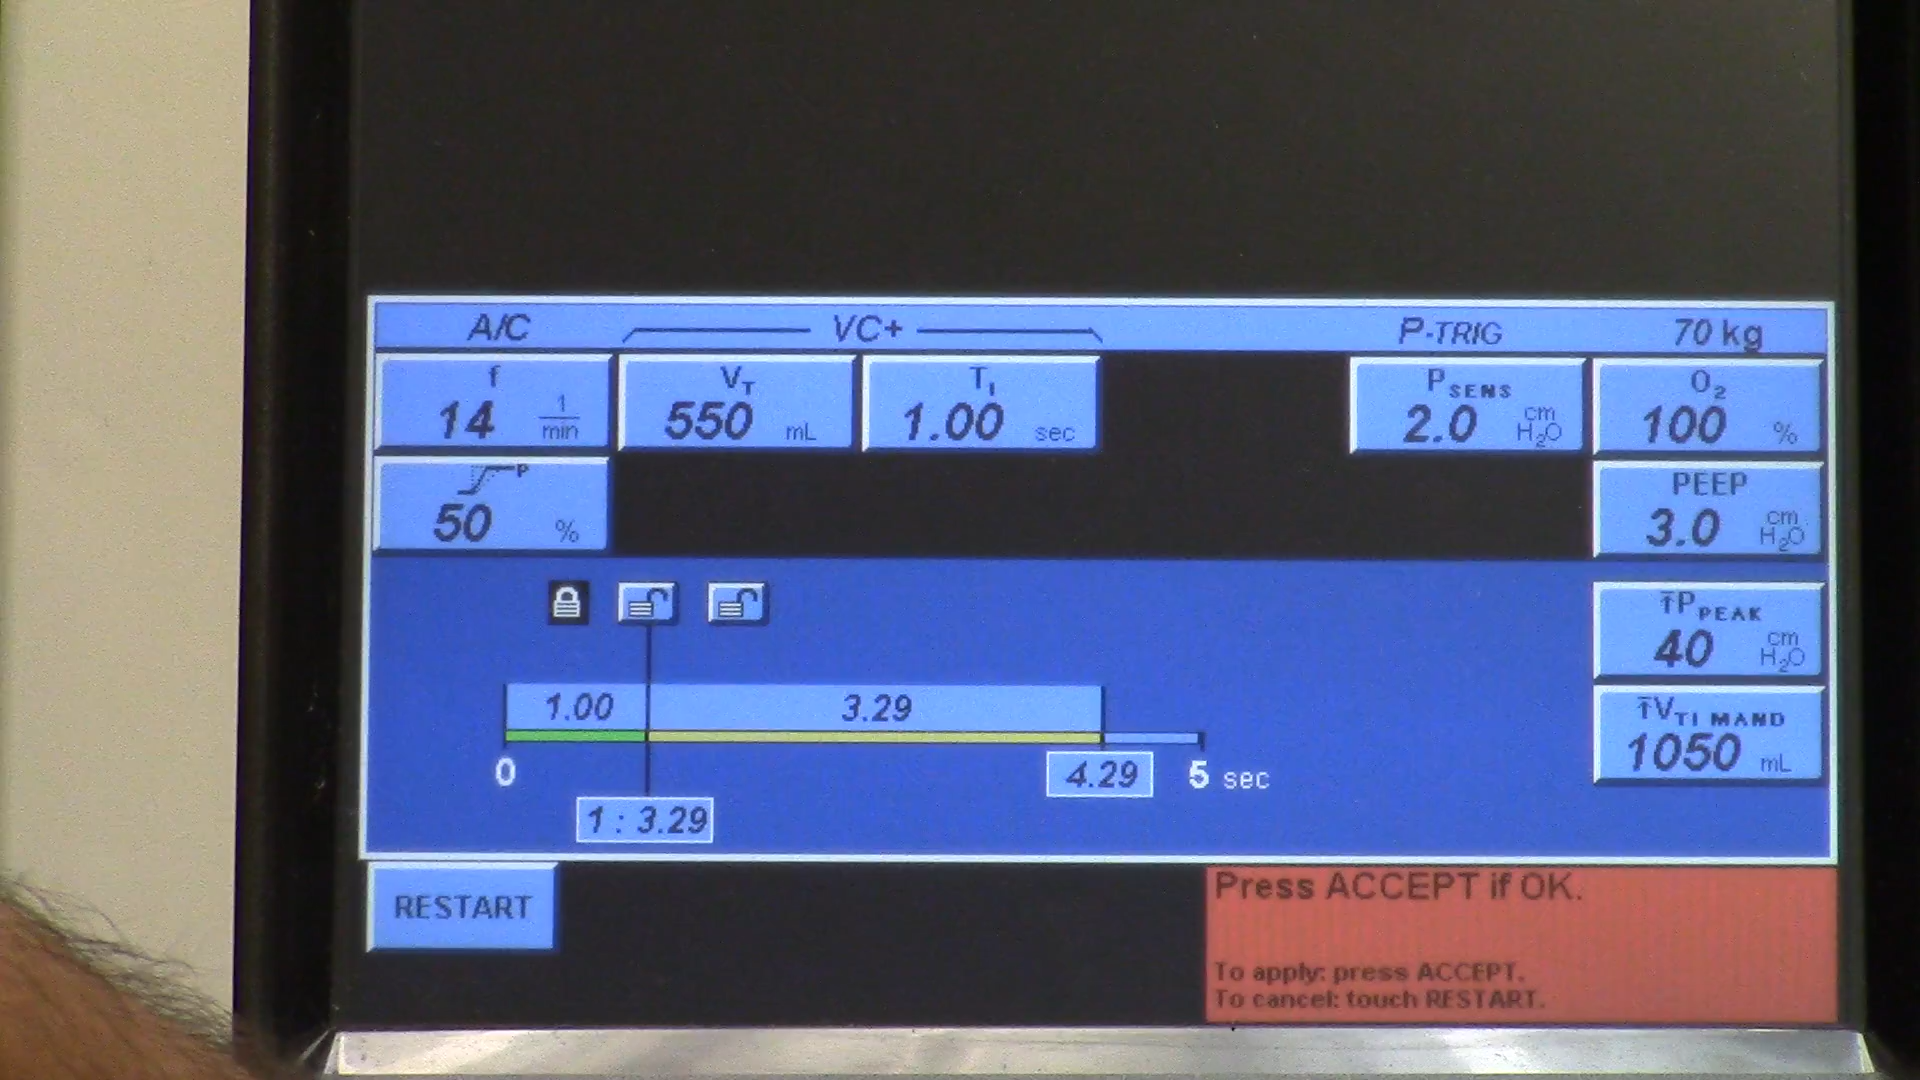 A/C VC+ P-TRIG 70 kg
f VT TI PSENS O2
14 1/min 550 mL 1.00 sec 2.0 cm H2O 100 %
P PEEP
50 % 3.0 cm H2O
↑PPEAK
40 cm H2O
1.00 3.29
↑VTI MAND
1050 mL
0 4.29 5 sec
1 : 3.29
RESTART
Press ACCEPT if OK.
To apply: press ACCEPT.
To cancel: touch RESTART.